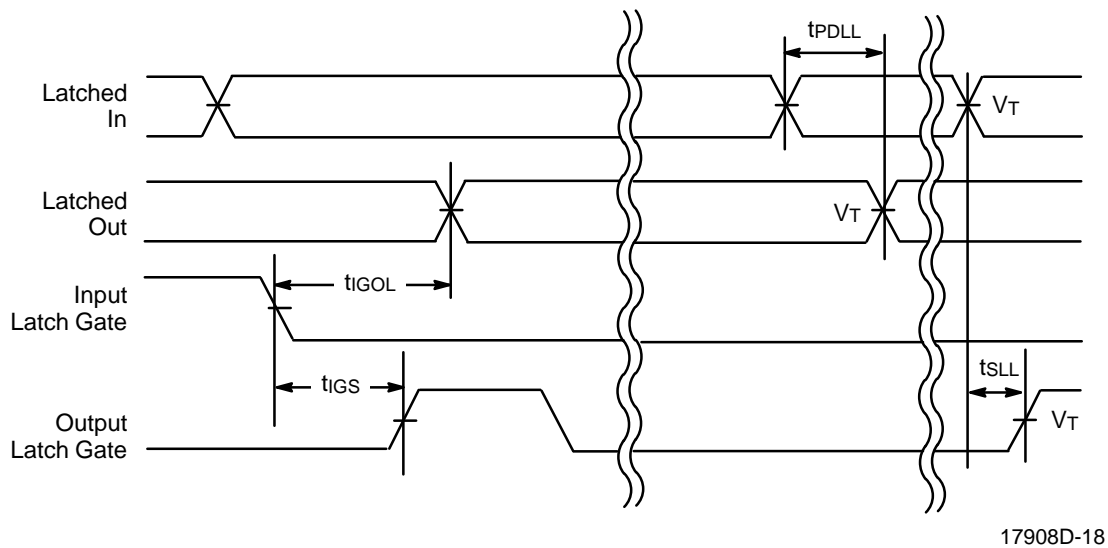 tPDLL
Latched
In
VT
Latched
Out
VT
tIGOL
Input
Latch Gate
tIGS
tSLL
Output
Latch Gate
VT
17908D-18